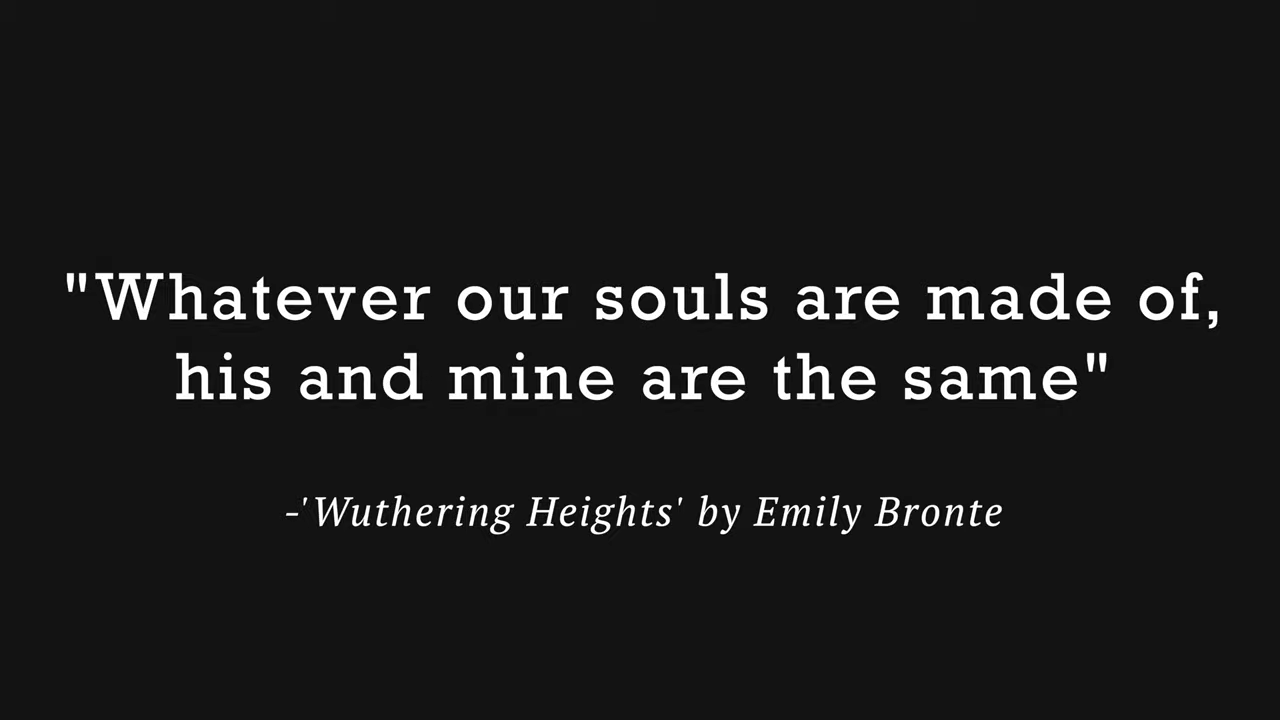 "Whatever our souls are made of,
his and mine are the same"
-'Wuthering Heights' by Emily Bronte